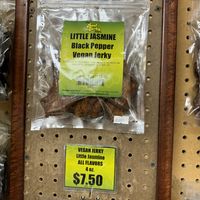 LITTLE JASMINE
Black Pepper
Vegan Jerky
VEGAN JERKY
Little Jasmine
ALL FLAVORS
4 oz.
$7.50